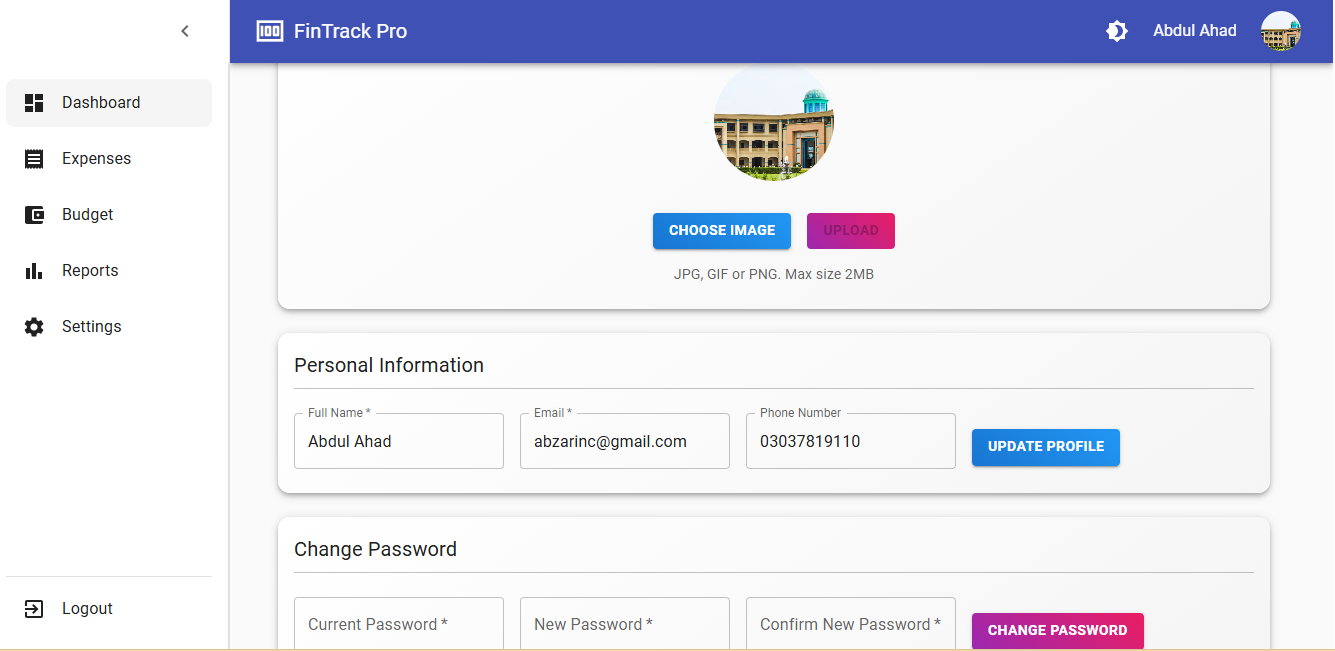 FinTrack Pro
Abdul Ahad
Dashboard
Expenses
Budget
Reports
Settings
Logout
CHOOSE IMAGE
UPLOAD
JPG, GIF or PNG. Max size 2MB
Personal Information
Full Name *
Abdul Ahad
Email *
abzarinc@gmail.com
Phone Number
03037819110
UPDATE PROFILE
Change Password
Current Password *
New Password *
Confirm New Password *
CHANGE PASSWORD